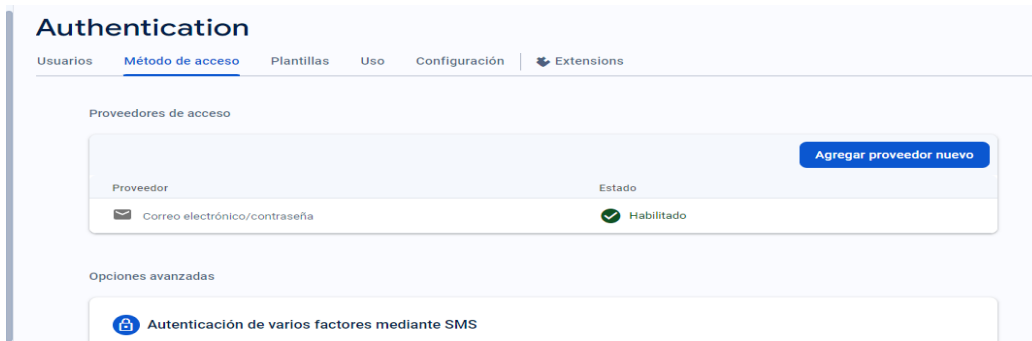 Authentication
Usuarios Método de acceso Plantillas Uso Configuración Extensions
Proveedores de acceso
Agregar proveedor nuevo
Proveedor Estado
Correo electrónico/contraseña Habilitado
Opciones avanzadas
Autenticación de varios factores mediante SMS